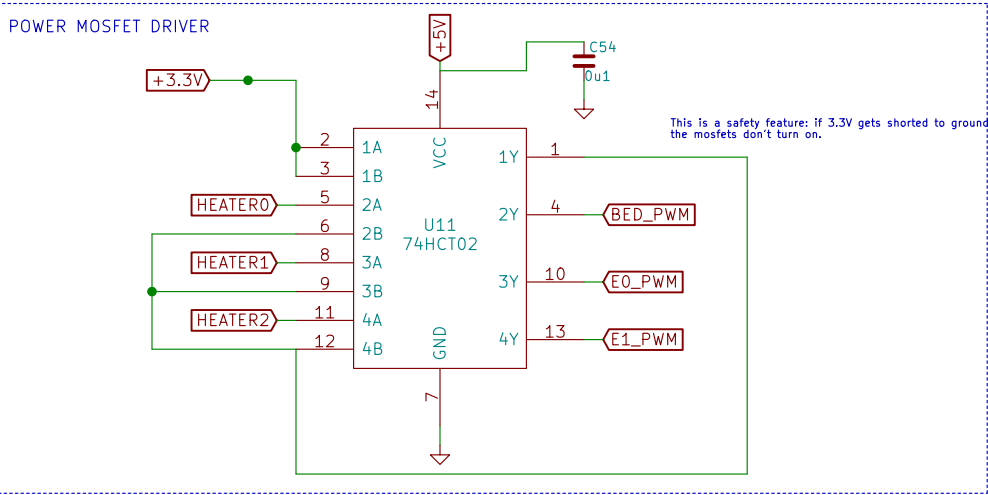 POWER MOSFET DRIVER
+5V
C54
0u1
+3.3V
14
This is a safety feature: if 3.3V gets shorted to ground
the mosfets don't turn on.
2 1A VCC 1Y 1
3 1B
HEATER0 5 2A
2Y 4 BED_PWM
6 2B U11
74HCT02
HEATER1 8 3A
3Y 10 E0_PWM
9 3B
HEATER2 11 4A
4Y 13 E1_PWM
12 4B GND
7